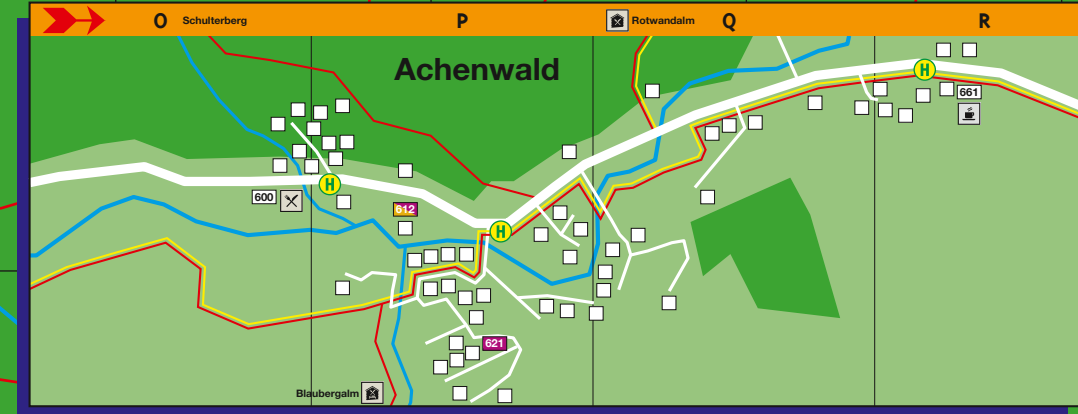 O Schulterberg P Rotwandalm Q R
Achenwald
H
661
H
600
612
H
621
Blaubergalm